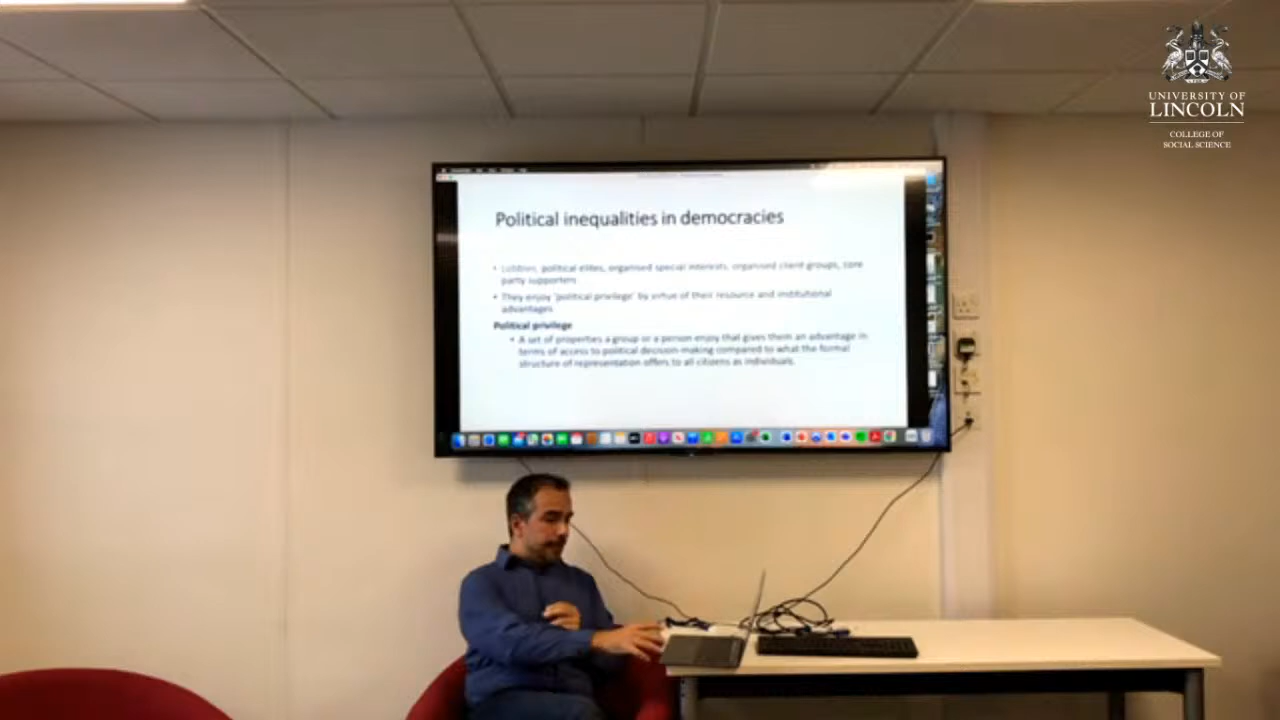 UNIVERSITY OF
LINCOLN
COLLEGE OF
SOCIAL SCIENCE
Political inequalities in democracies
• Lobbies, political elites, organised special interests, organised client groups, core
party supporters
• They enjoy 'political privilege' by virtue of their resource and institutional
advantages
Political privilege
• A set of properties a group or a person enjoy that gives them an advantage in
terms of access to political decision-making compared to what the formal
structure of representation offers to all citizens as individuals.